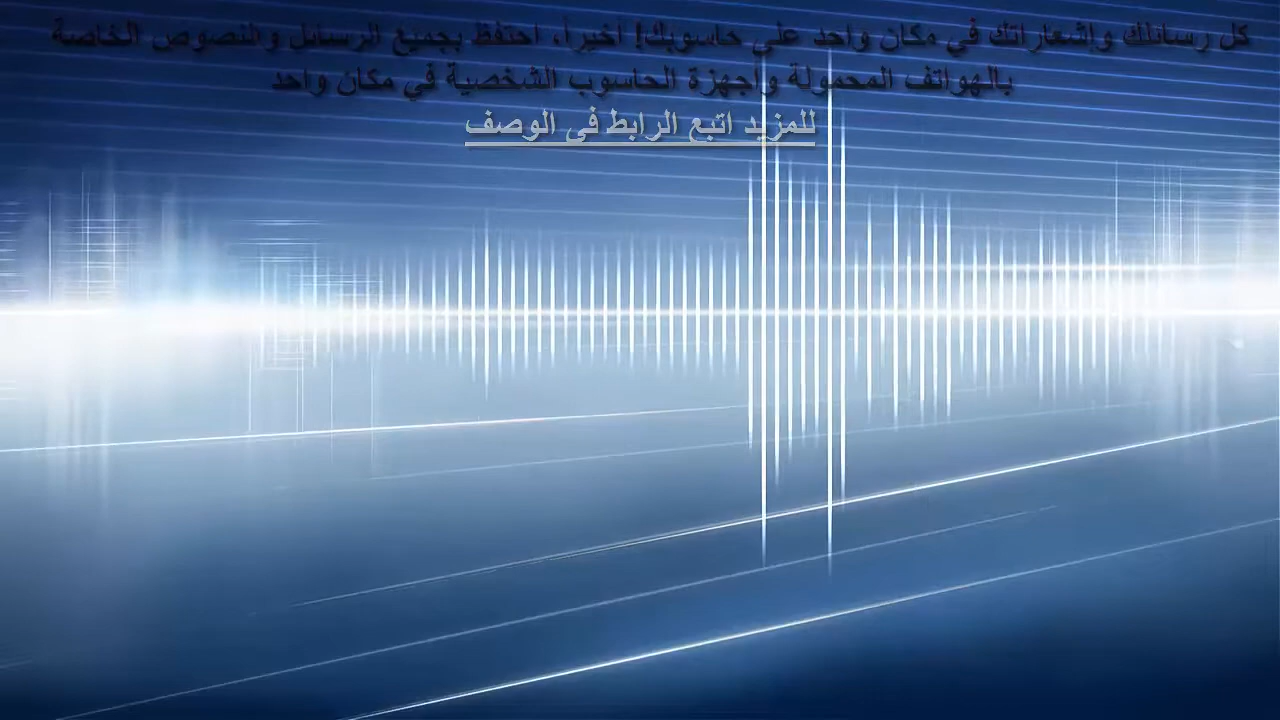 كل رسائلك وإشعاراتك في مكان واحد على حاسوبك! أخيراً، احتفظ بجميع الرسائل والنصوص الخاصة
بالهواتف المحمولة وأجهزة الحاسوب الشخصية في مكان واحد
للمزيد اتبع الرابط فى الوصف